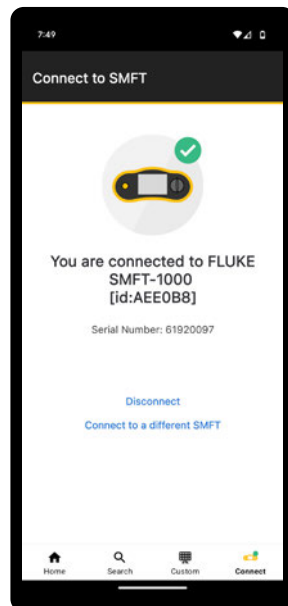 7:49
Connect to SMFT
You are connected to FLUKE
SMFT-1000
[id:AEE0B8]
Serial Number: 61920097
Disconnect
Connect to a different SMFT
Home Search Custom Connect